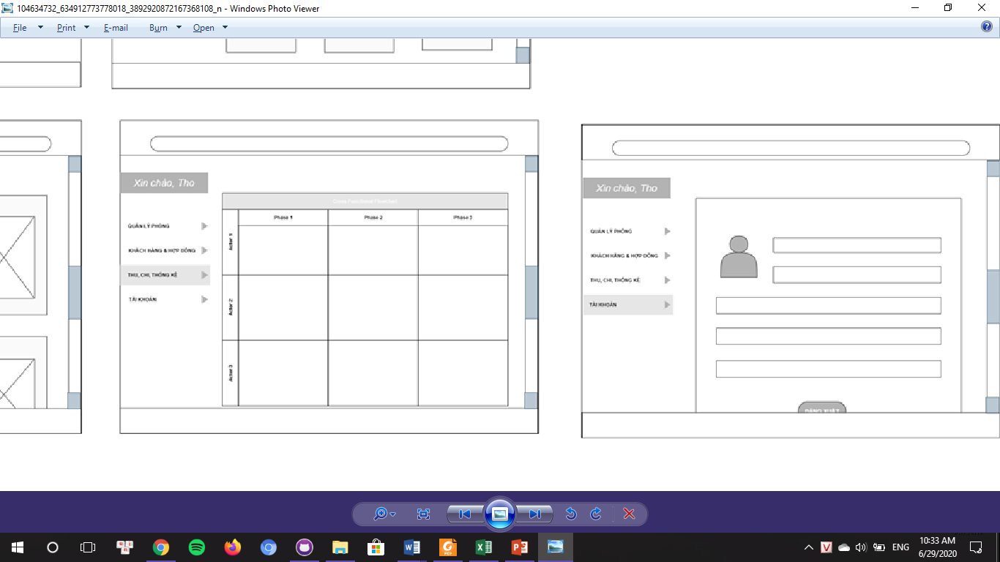 104634732_634912773778018_3892920872167368108_n - Windows Photo Viewer
File Print E-mail Burn Open
Xin chào, Tho
QUẢN LÝ PHÒNG
KHÁCH HÀNG & HỢP ĐỒNG
THU, CHI, THỐNG KÊ
TÀI KHOẢN
Cross Functional Flowchart
Phase 1 Phase 2 Phase 3
Actor 1
Actor 2
Actor 3
Xin chào, Tho
QUẢN LÝ PHÒNG
KHÁCH HÀNG & HỢP ĐỒNG
THU, CHI, THỐNG KÊ
TÀI KHOẢN
ĐĂNG XUẤT
ENG
10:33 AM
6/29/2020